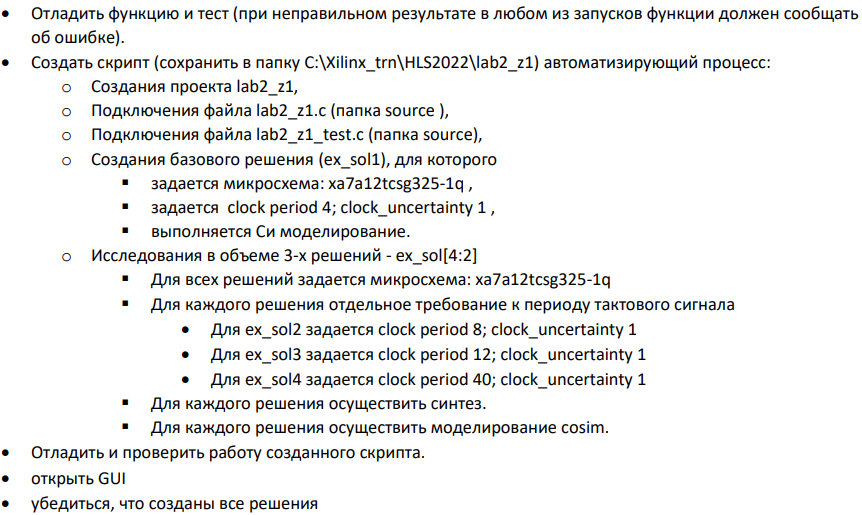 • Отладить функцию и тест (при неправильном результате в любом из запусков функции должен сообщать
об ошибке).
• Создать скрипт (сохранить в папку C:\Xilinx_trn\HLS2022\lab2_z1) автоматизирующий процесс:
o Создания проекта lab2_z1,
o Подключения файла lab2_z1.c (папка source ),
o Подключения файла lab2_z1_test.c (папка source),
o Создания базового решения (ex_sol1), для которого
▪ задается микросхема: xa7a12tcsg325-1q ,
▪ задается clock period 4; clock_uncertainty 1 ,
▪ выполняется Си моделирование.
o Исследования в объеме 3-х решений - ex_sol[4:2]
▪ Для всех решений задается микросхема: xa7a12tcsg325-1q
▪ Для каждого решения отдельное требование к периоду тактового сигнала
• Для ex_sol2 задается clock period 8; clock_uncertainty 1
• Для ex_sol3 задается clock period 12; clock_uncertainty 1
• Для ex_sol4 задается clock period 40; clock_uncertainty 1
▪ Для каждого решения осуществить синтез.
▪ Для каждого решения осуществить моделирование cosim.
• Отладить и проверить работу созданного скрипта.
• открыть GUI
• убедиться, что созданы все решения